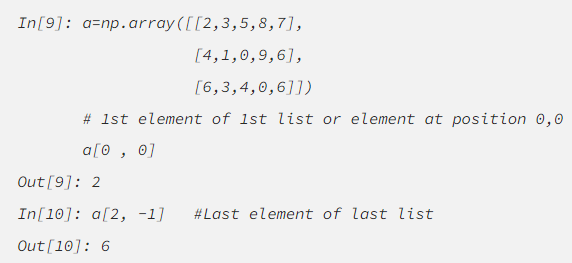 In[9]: a=np.array([[2,3,5,8,7],
[4,1,0,9,6],
[6,3,4,0,6]])
# 1st element of 1st list or element at position 0,0
a[0 , 0]
Out[9]: 2
In[10]: a[2, -1]   #Last element of last list
Out[10]: 6